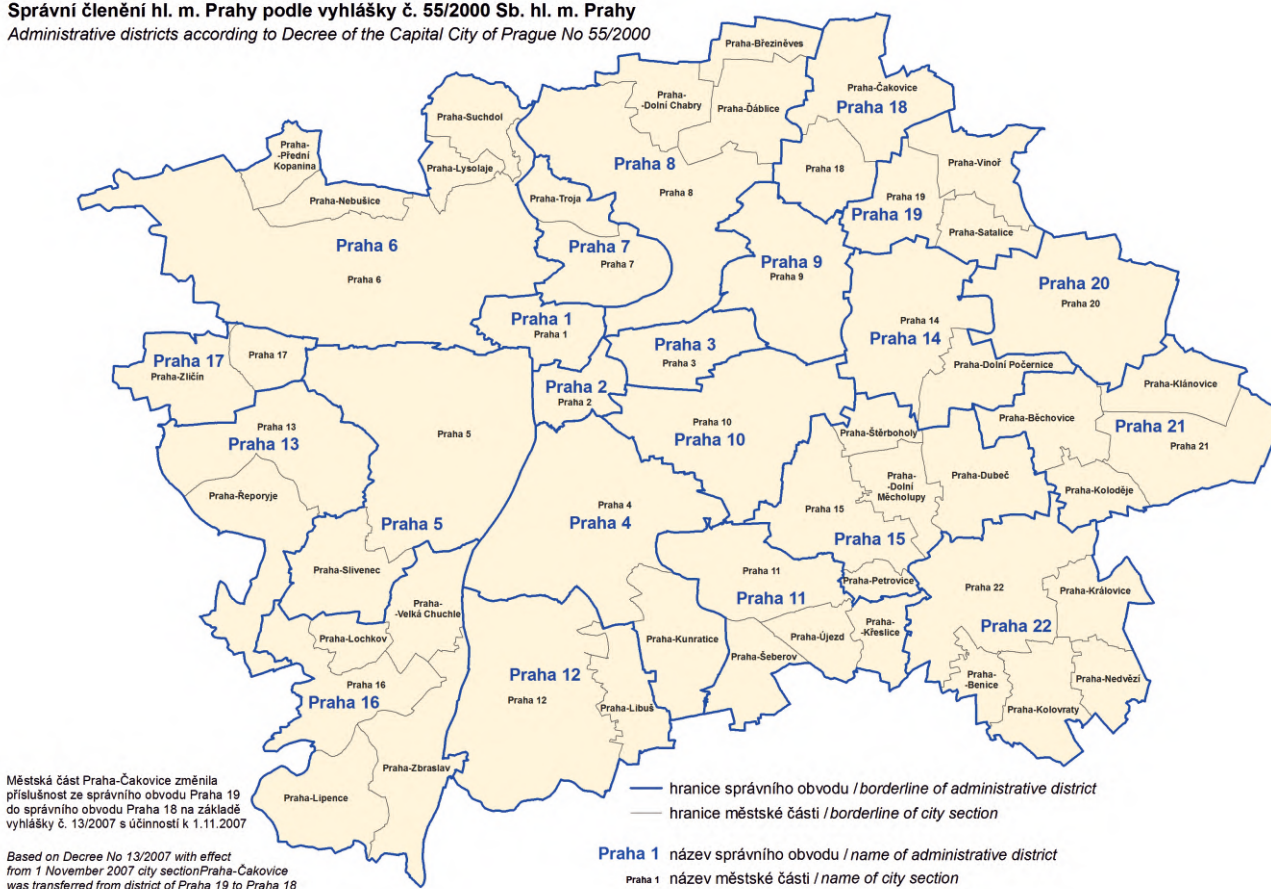 Správní členění hl. m. Prahy podle vyhlášky č. 55/2000 Sb. hl. m. Prahy
Administrative districts according to Decree of the Capital City of Prague No 55/2000
Praha-Březiněves
Praha-
-Dolní Chabry
Praha-Ďáblice
Praha-Čakovice
Praha 18
Praha-Suchdol
Praha-
-Přední
Kopanina
Praha-Lysolaje
Praha 8
Praha 8
Praha 18
Praha-Vinoř
Praha-Nebušice
Praha-Troja
Praha 19
Praha 19
Praha-Satalice
Praha 6
Praha 6
Praha 7
Praha 7
Praha 9
Praha 9
Praha 20
Praha 20
Praha 1
Praha 1
Praha 14
Praha 14
Praha 3
Praha 3
Praha 17
Praha 17
Praha-Zličín
Praha-Dolní Počernice
Praha 2
Praha 2
Praha-Klánovice
Praha 13
Praha 13
Praha 5
Praha 10
Praha 10
Praha-Štěrboholy
Praha-Běchovice
Praha 21
Praha 21
Praha-Řeporyje
Praha-
-Dolní
Měcholupy
Praha-Dubeč
Praha-Koloděje
Praha 5
Praha 4
Praha 4
Praha 15
Praha 15
Praha-Slivenec
Praha 11
Praha 11
Praha-Petrovice
Praha 22
Praha 22
Praha-Královice
Praha-
-Velká Chuchle
Praha-Lochkov
Praha-Kunratice
Praha-Újezd
Praha-
-Křeslice
Praha-Šeberov
Praha 16
Praha 16
Praha 12
Praha 12
Praha-Libuš
Praha-
-Benice
Praha-Nedvězí
Praha-Kolovraty
Praha-Zbraslav
Praha-Lipence
Městská část Praha-Čakovice změnila
příslušnost ze správního obvodu Praha 19
do správního obvodu Praha 18 na základě
vyhlášky č. 13/2007 s účinností k 1.11.2007
Based on Decree No 13/2007 with effect
from 1 November 2007 city sectionPraha-Čakovice
was transferred from district of Praha 19 to Praha 18
hranice správního obvodu / borderline of administrative district
hranice městské části / borderline of city section
Praha 1 název správního obvodu / name of administrative district
Praha 1 název městské části / name of city section